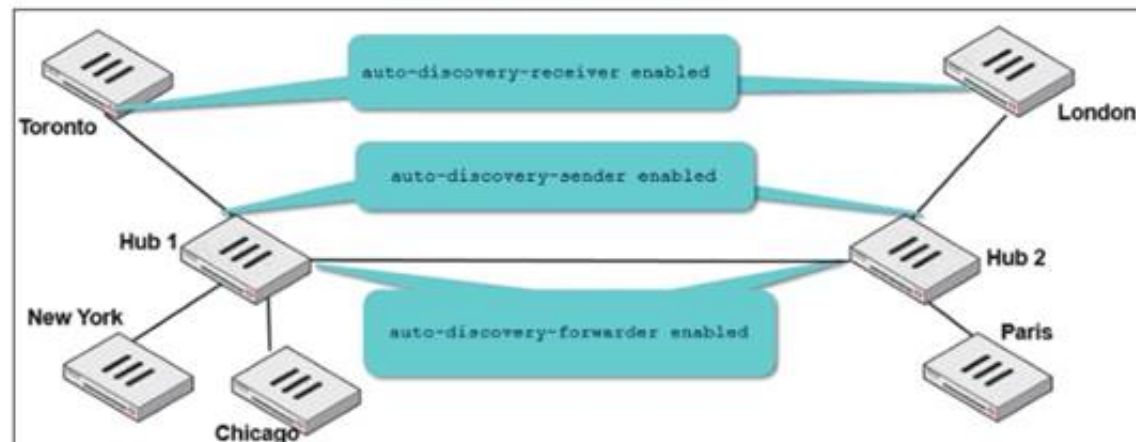 auto-discovery-receiver enabled
Toronto
London
auto-discovery-sender enabled
Hub 1
Hub 2
New York
auto-discovery-forwarder enabled
Paris
Chicago